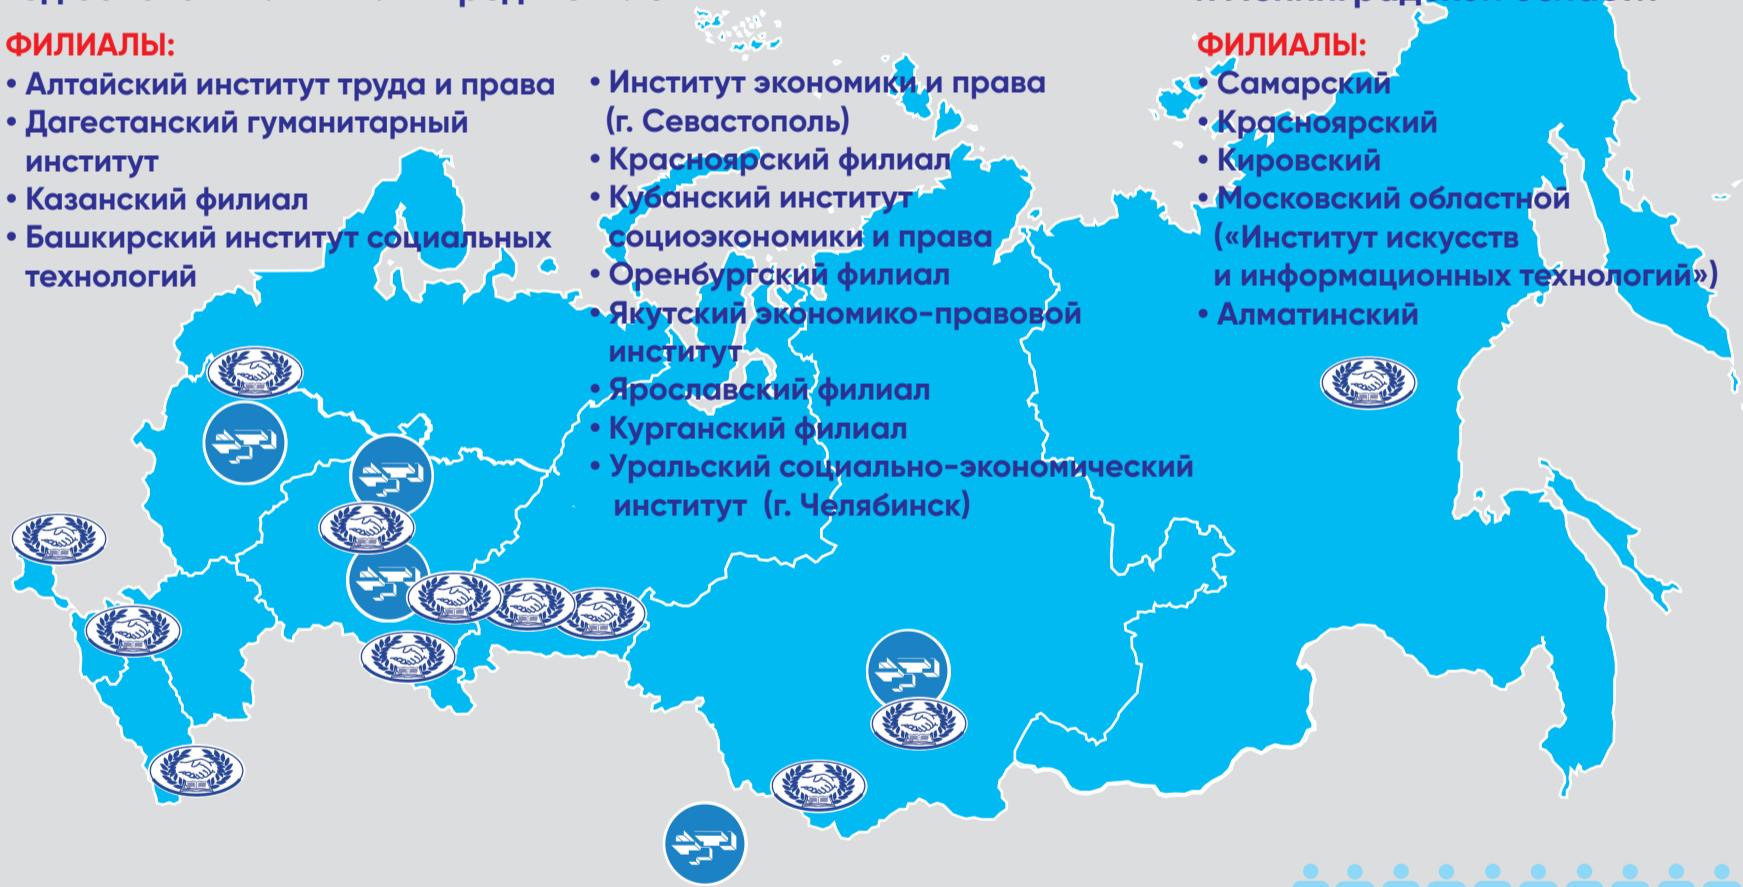 ФИЛИАЛЫ:
• Алтайский институт труда и права
• Дагестанский гуманитарный
институт
• Казанский филиал
• Башкирский институт социальных
технологий
• Институт экономики и права
(г. Севастополь)
• Красноярский филиал
• Кубанский институт
социоэкономики и права
• Оренбургский филиал
• Якутский экономико-правовой
институт
• Ярославский филиал
• Курганский филиал
• Уральский социально-экономический
институт (г. Челябинск)
ФИЛИАЛЫ:
• Самарский
• Красноярский
• Кировский
• Московский областной
(«Институт искусств
и информационных технологий»)
• Алматинский